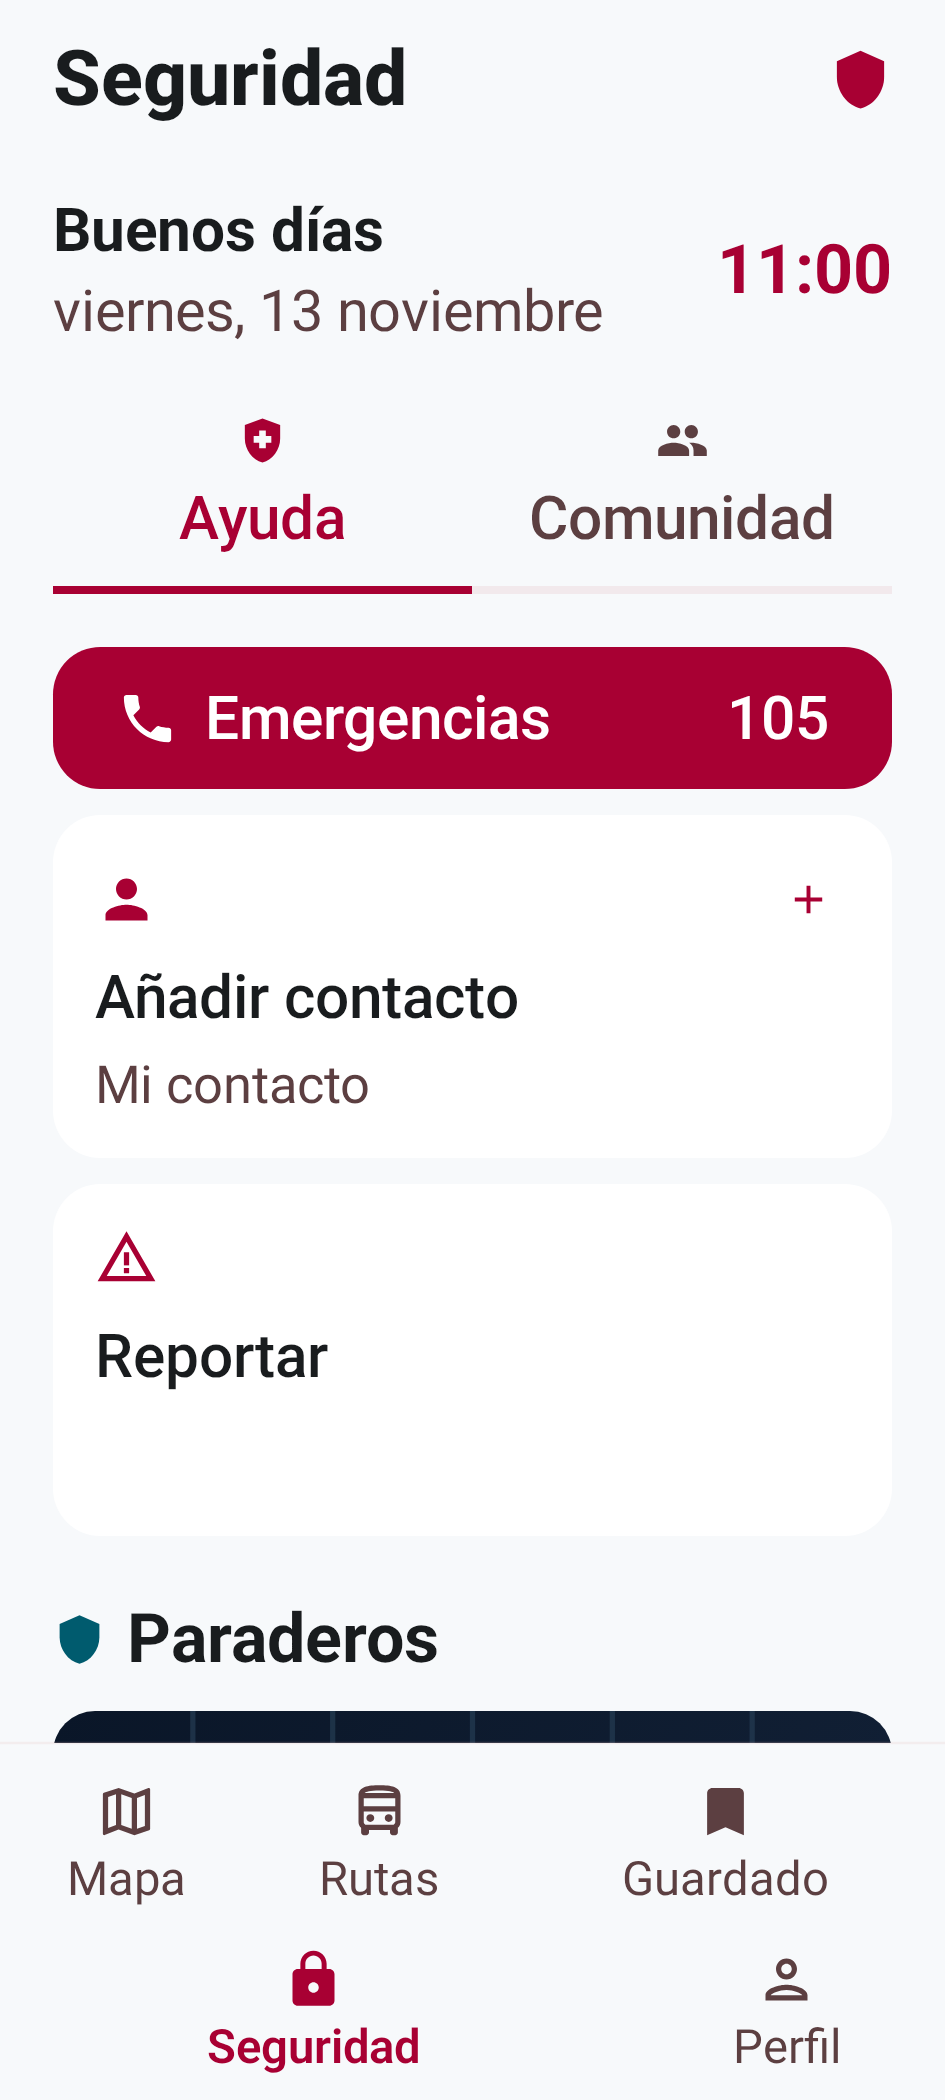 Seguridad
Buenos días
viernes, 13 noviembre
11:00
Ayuda
Comunidad
Emergencias 105
Añadir contacto
Mi contacto
Reportar
Paraderos
Mapa
Rutas
Guardado
Seguridad
Perfil